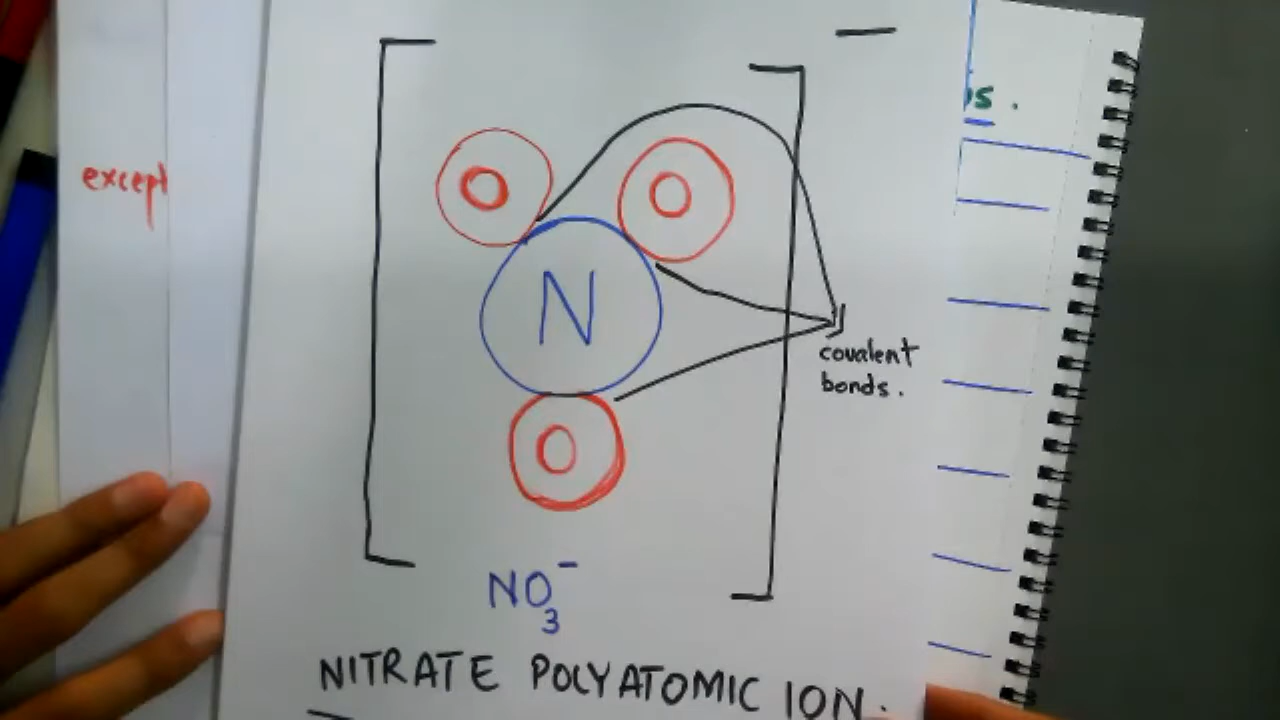 except
s.
O
O
N
O
covalent
bonds.
NO₃⁻
NITRATE POLYATOMIC ION.